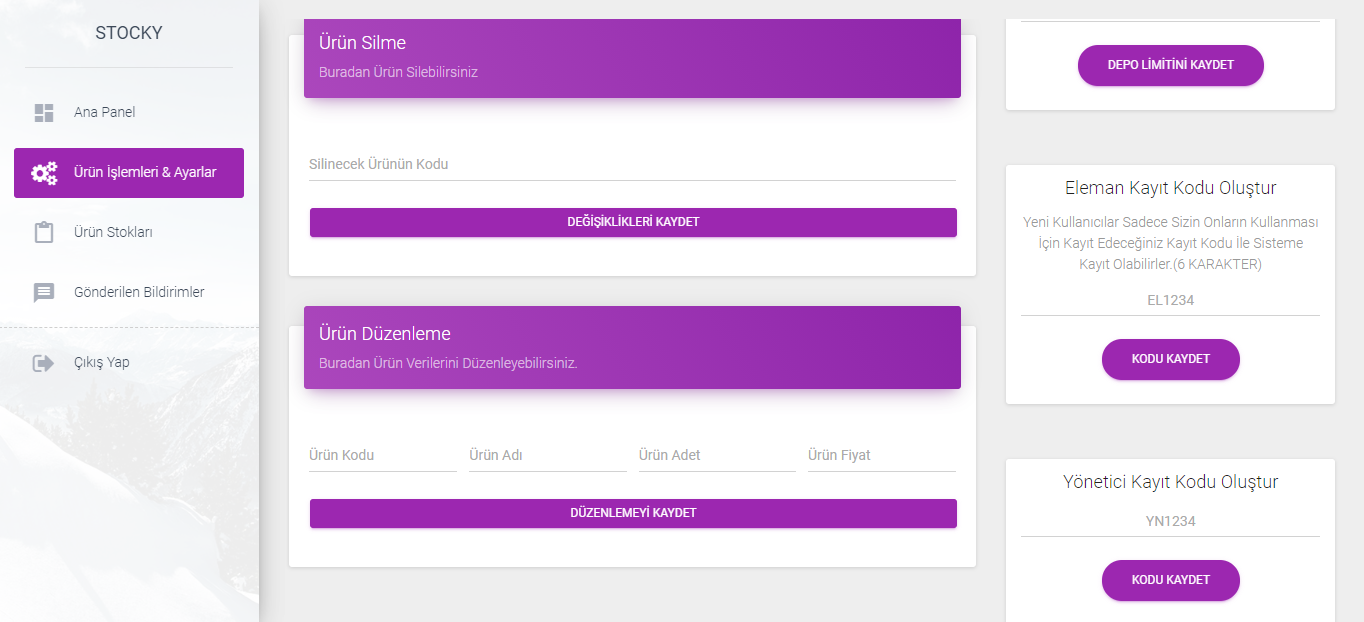 STOCKY
Ana Panel
Ürün İşlemleri & Ayarlar
Ürün Stokları
Gönderilen Bildirimler
Çıkış Yap
Ürün Silme
Buradan Ürün Silebilirsiniz
Silinecek Ürünün Kodu
DEĞİŞİKLİKLERİ KAYDET
Ürün Düzenleme
Buradan Ürün Verilerini Düzenleyebilirsiniz.
Ürün Kodu Ürün Adı Ürün Adet Ürün Fiyat
DÜZENLEMEYİ KAYDET
DEPO LİMİTİNİ KAYDET
Eleman Kayıt Kodu Oluştur
Yeni Kullanıcılar Sadece Sizin Onların Kullanması
İçin Kayıt Edeceğiniz Kayıt Kodu İle Sisteme
Kayıt Olabilirler.(6 KARAKTER)
EL1234
KODU KAYDET
Yönetici Kayıt Kodu Oluştur
YN1234
KODU KAYDET